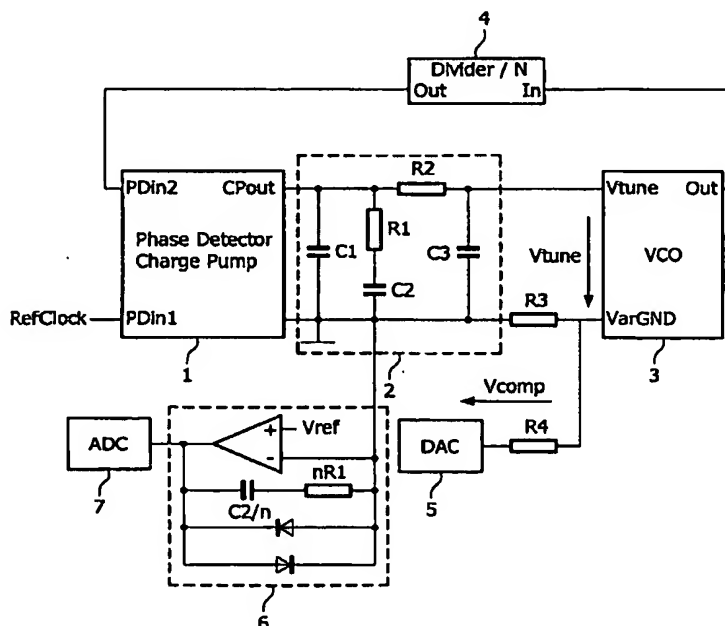 4
Divider / N
Out In
PDin2 CPout
Phase Detector
Charge Pump
RefClock PDin1
1
R2
R1
C1
C2
C3
2
Vtune Out
VCO
VarGND
3
Vtune
R3
Vcomp
R4
DAC
5
ADC
7
+ Vref
-
nR1
C2/n
6